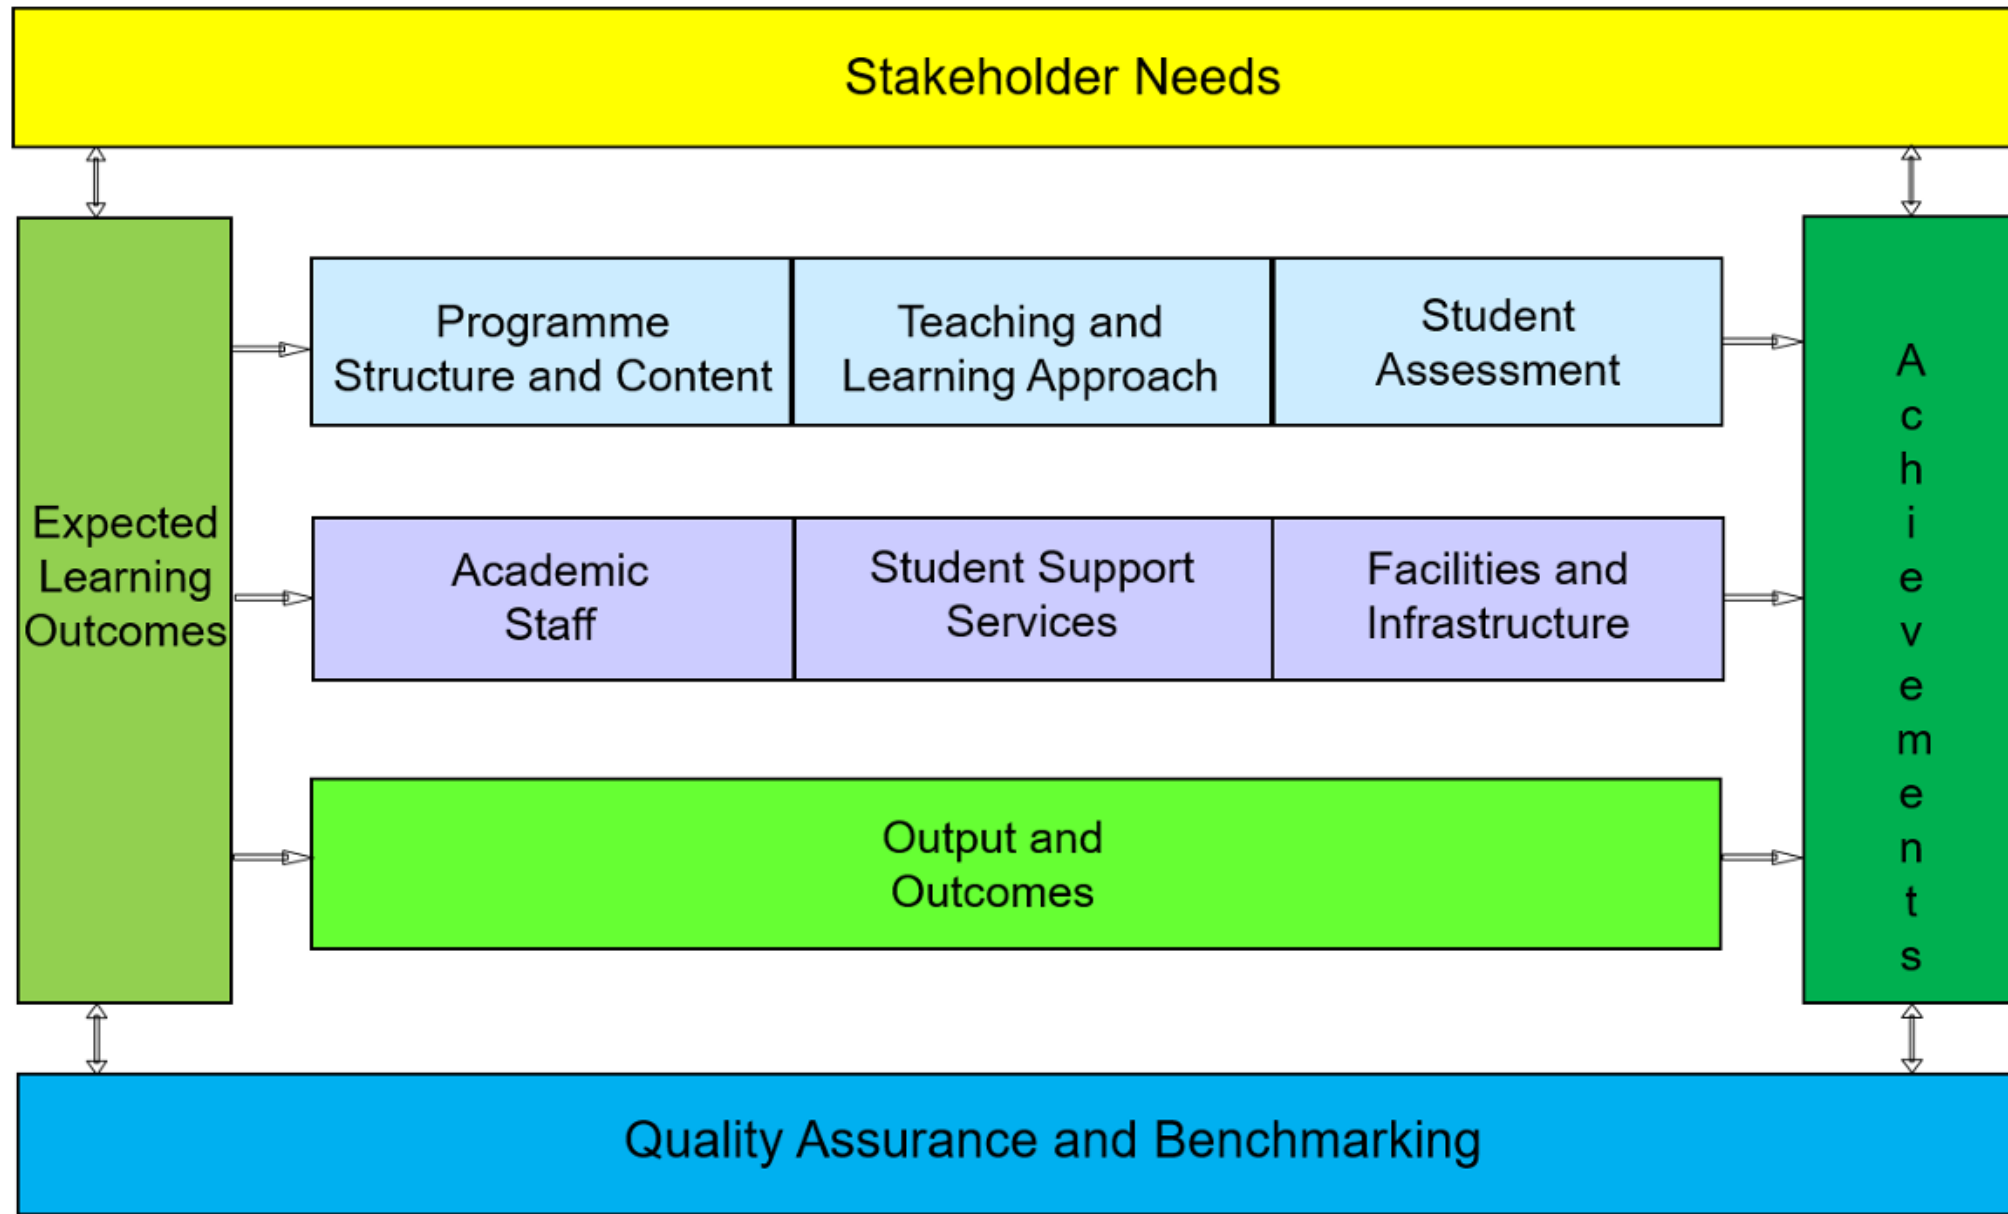 Stakeholder Needs
Programme
Structure and Content
Teaching and
Learning Approach
Student
Assessment
Expected
Learning
Outcomes
Academic
Staff
Student Support
Services
Facilities and
Infrastructure
Output and
Outcomes
A
c
h
i
e
v
e
m
e
n
t
s
Quality Assurance and Benchmarking